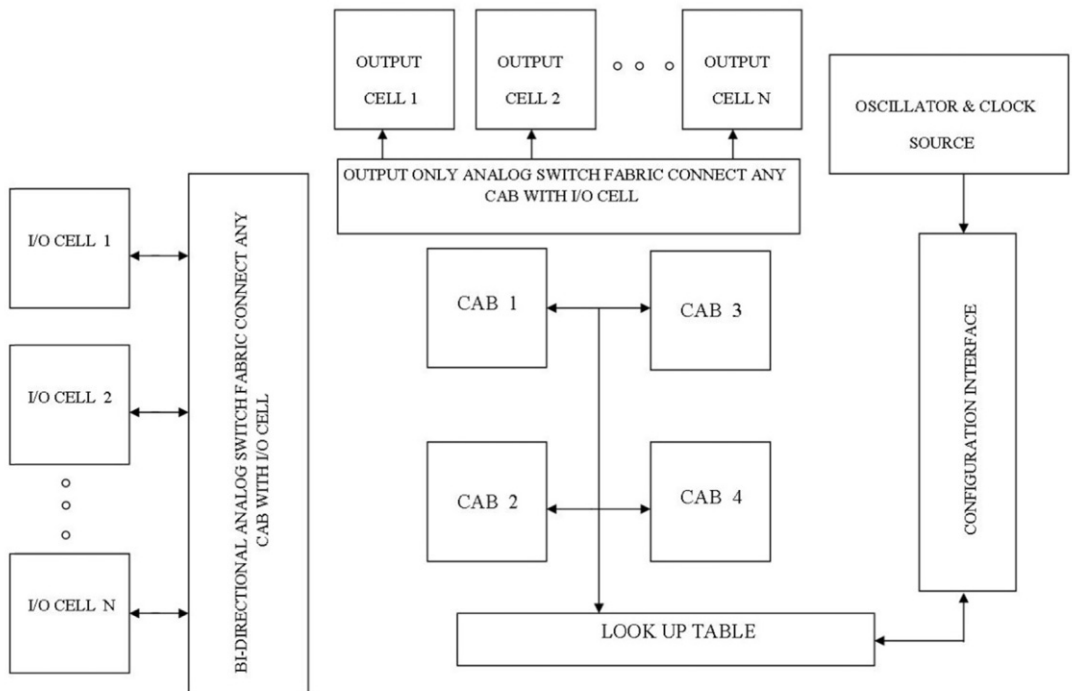 OUTPUT
CELL 1
OUTPUT
CELL 2
OUTPUT
CELL N
OSCILLATOR & CLOCK
SOURCE
OUTPUT ONLY ANALOG SWITCH FABRIC CONNECT ANY
CAB WITH I/O CELL
I/O CELL 1
I/O CELL 2
I/O CELL N
BI-DIRECTIONAL ANALOG SWITCH FABRIC CONNECT ANY
CAB WITH I/O CELL
CAB 1
CAB 3
CAB 2
CAB 4
CONFIGURATION INTERFACE
LOOK UP TABLE